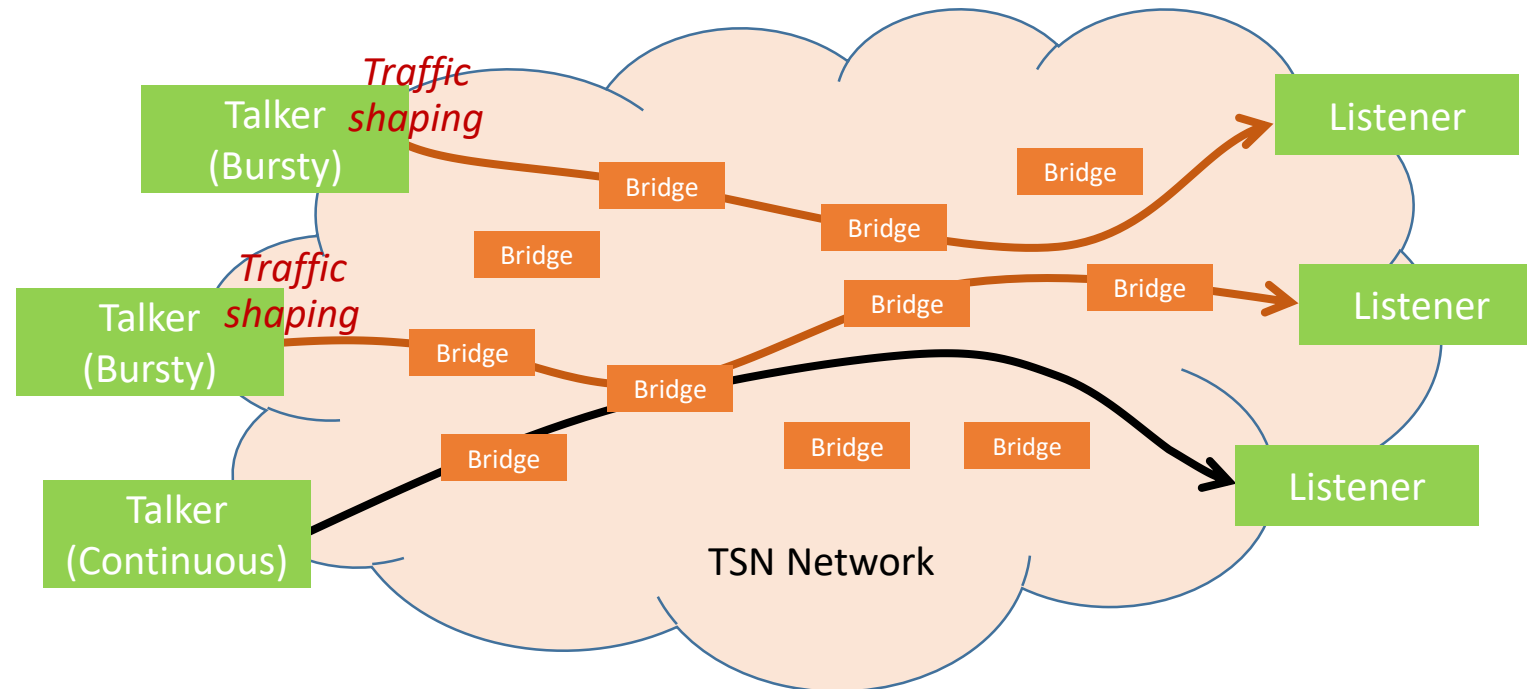 Traffic
shaping
Talker
(Bursty)
Listener
Bridge
Bridge
Bridge
Bridge
Traffic
shaping
Talker
(Bursty)
Bridge
Bridge
Listener
Bridge
Bridge
Bridge
Bridge
Bridge
Listener
Talker
(Continuous)
TSN Network